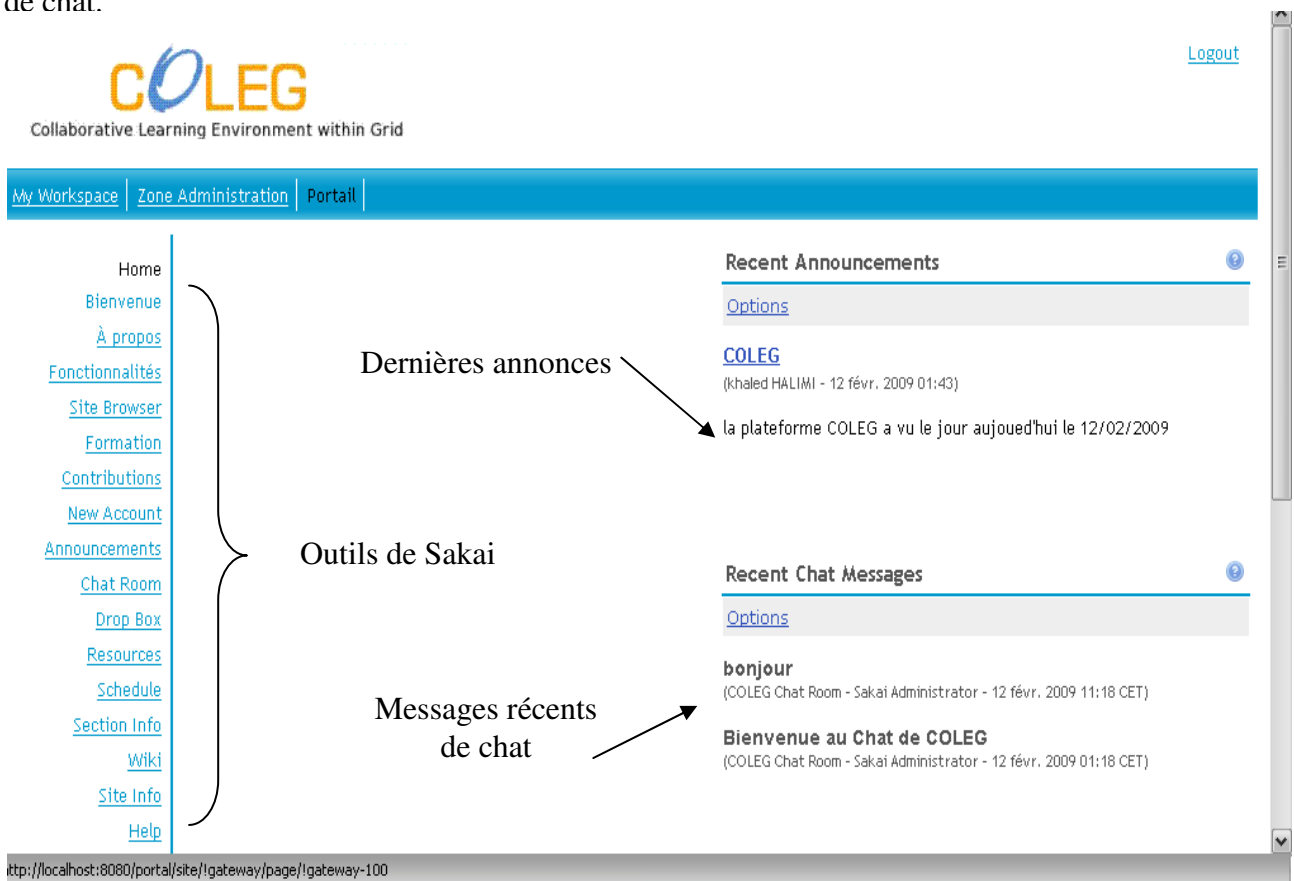 de chat.
Logout
COLEG
Collaborative Learning Environment within Grid
My Workspace Zone Administration Portail
Home
Bienvenue
À propos
Fonctionnalités
Site Browser
Formation
Contributions
New Account
Announcements
Chat Room
Drop Box
Resources
Schedule
Section Info
Wiki
Site Info
Help
Outils de Sakai
Dernières annonces
Messages récents
de chat
Recent Announcements
Options
COLEG
(khaled HALIMI - 12 févr. 2009 01:43)
la plateforme COLEG a vu le jour aujoued'hui le 12/02/2009
Recent Chat Messages
Options
bonjour
(COLEG Chat Room - Sakai Administrator - 12 févr. 2009 11:18 CET)
Bienvenue au Chat de COLEG
(COLEG Chat Room - Sakai Administrator - 12 févr. 2009 01:18 CET)
ttp://localhost:8080/portal/site/!gateway/page/!gateway-100